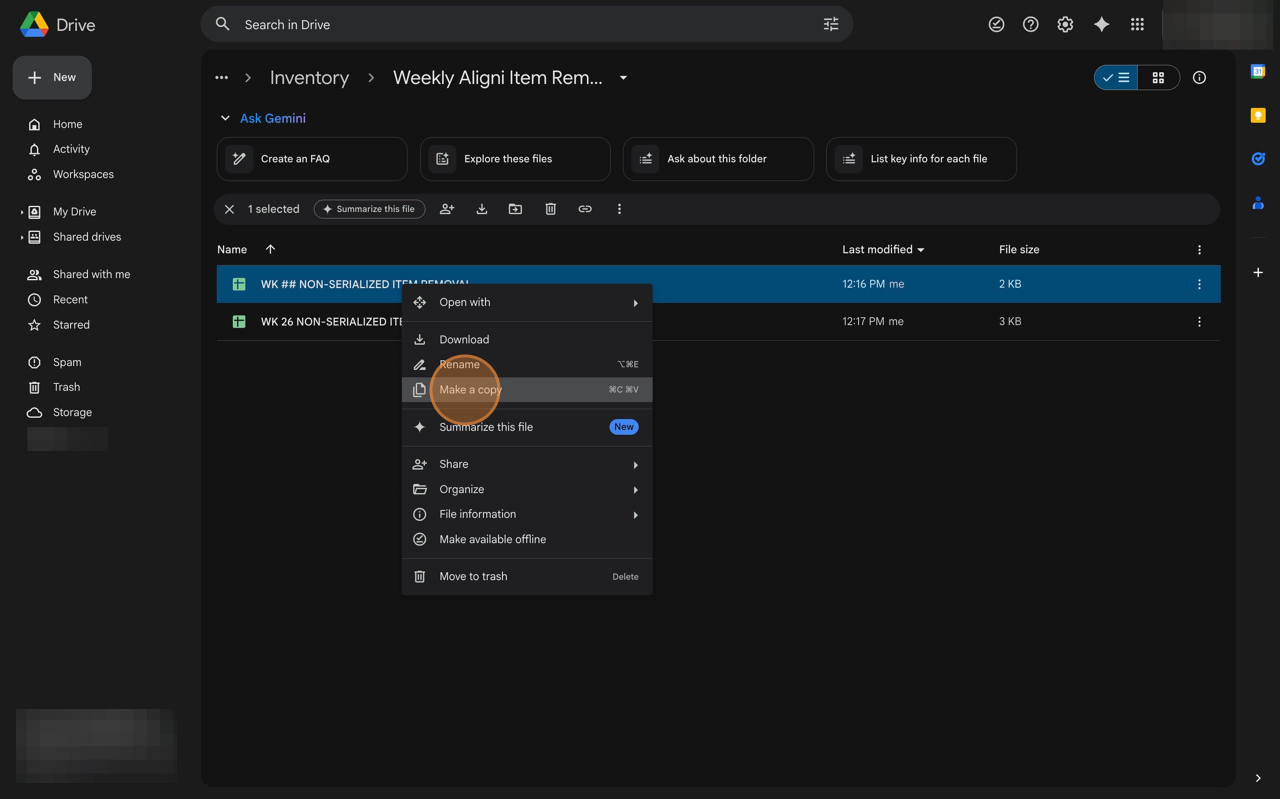 Drive
Search in Drive
New
Home
Activity
Workspaces
My Drive
Shared drives
Shared with me
Recent
Starred
Spam
Trash
Storage
Inventory
Weekly Aligni Item Rem...
Ask Gemini
Create an FAQ
Explore these files
Ask about this folder
List key info for each file
1 selected
Summarize this file
Name
Last modified
File size
WK ## NON-SERIALIZED ITEM REMOVAL
12:16 PM me
2 KB
WK 26 NON-SERIALIZED
12:17 PM me
3 KB
Open with
Download
Rename
⌥⌘E
Make a copy
⌘C ⌘V
Summarize this file
New
Share
Organize
File information
Make available offline
Move to trash
Delete
31